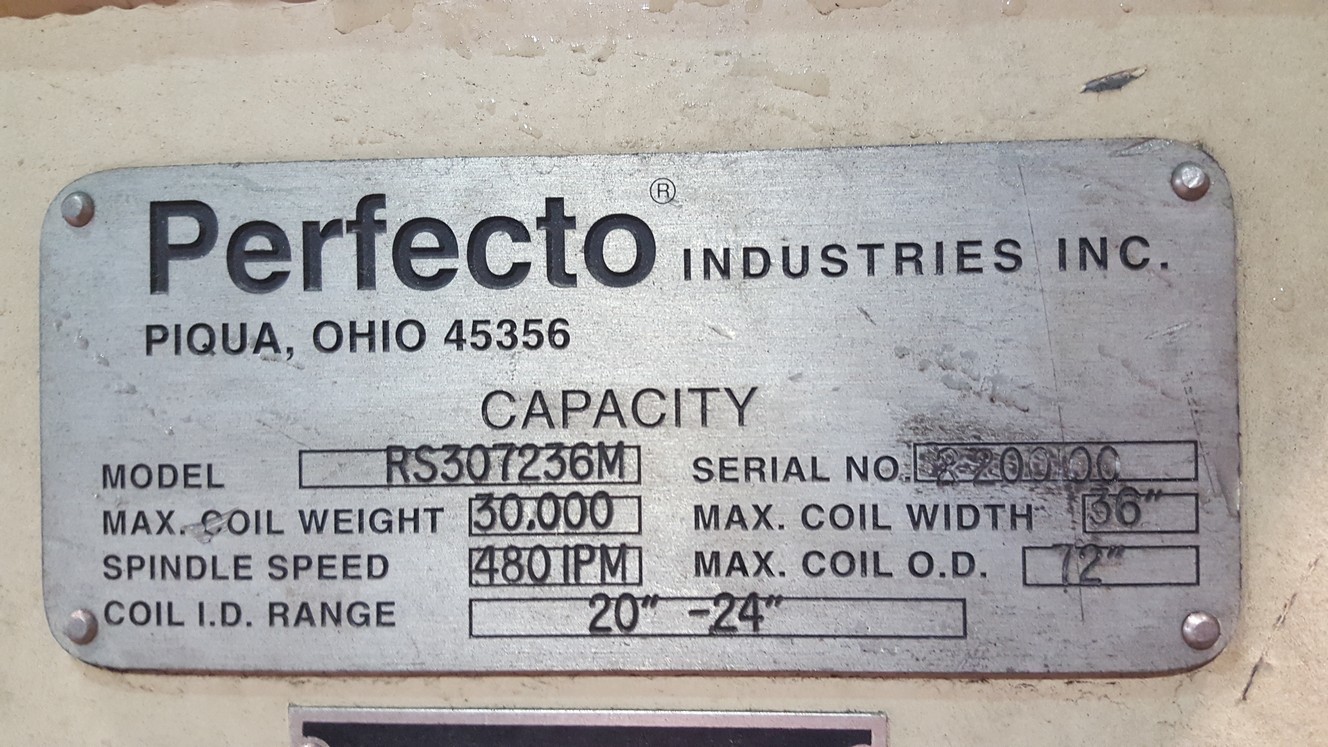 Perfecto® INDUSTRIES INC.
PIQUA, OHIO 45356
CAPACITY
MODEL RS307236M SERIAL NO.
MAX. COIL WEIGHT 30.000 MAX. COIL WIDTH 36"
SPINDLE SPEED 480 IPM MAX. COIL O.D. 72"
COIL I.D. RANGE 20" -24"